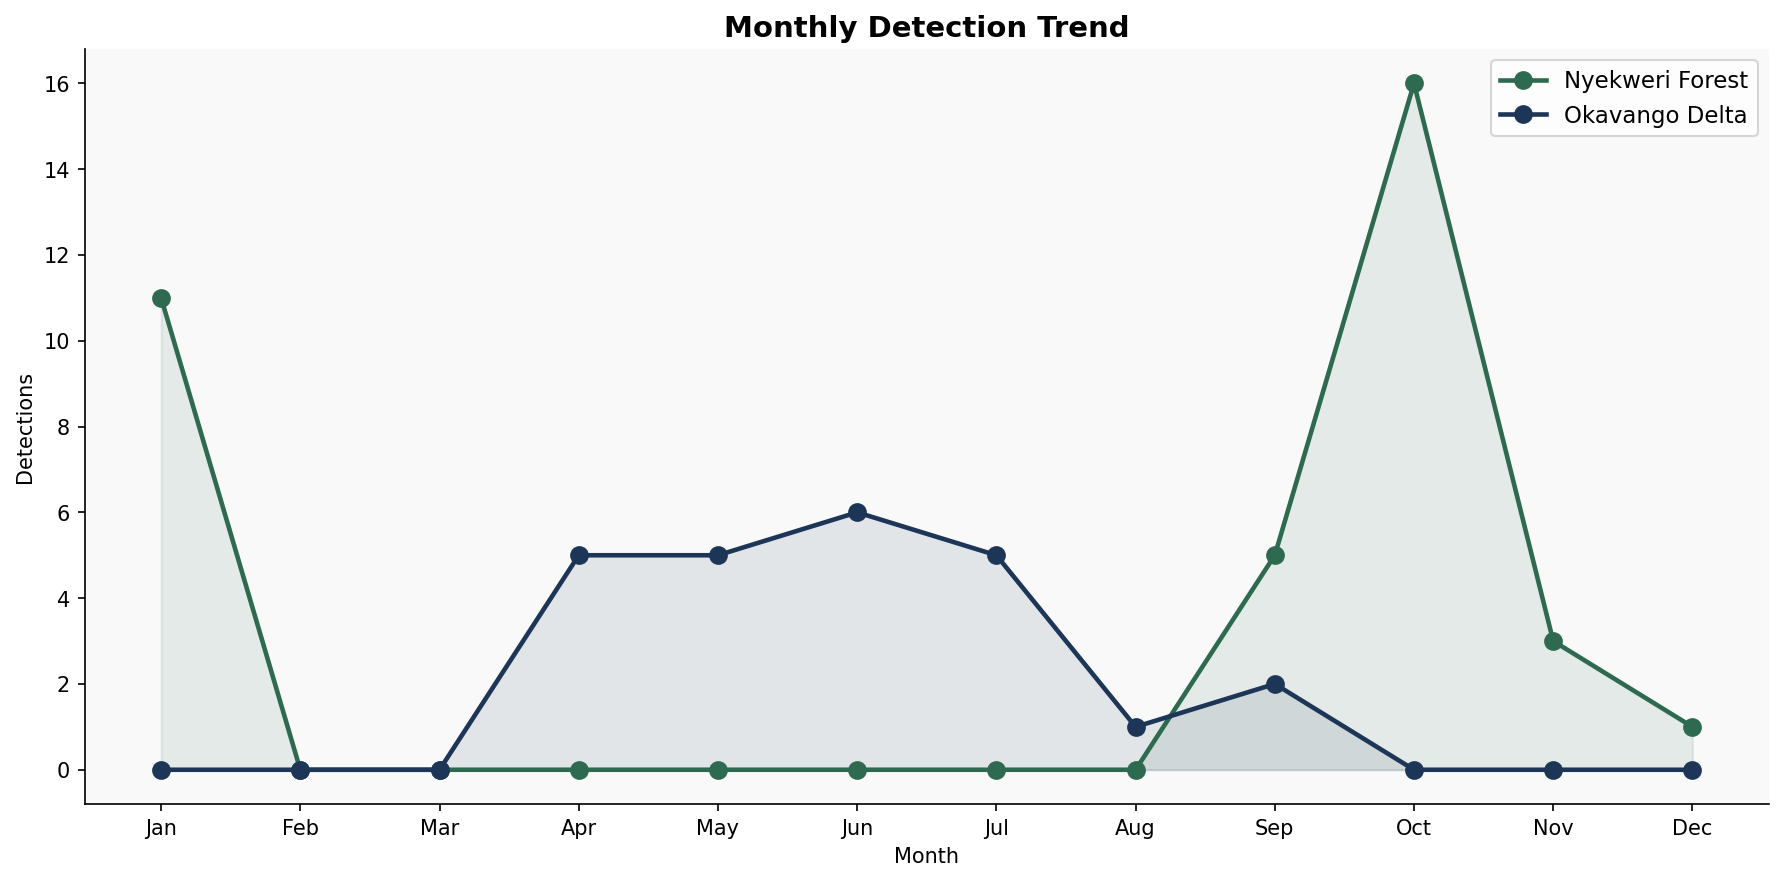 Monthly Detection Trend
Nyekweri Forest
Okavango Delta
Detections
16
14
12
10
8
6
4
2
0
Jan Feb Mar Apr May Jun Jul Aug Sep Oct Nov Dec
Month